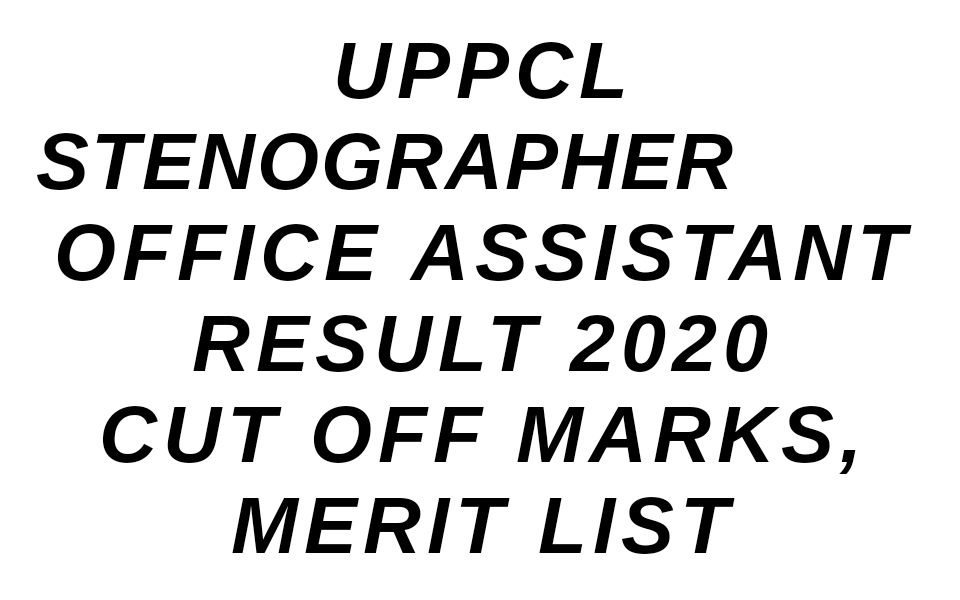 UPPCL
STENOGRAPHER
OFFICE ASSISTANT
RESULT 2020
CUT OFF MARKS,
MERIT LIST